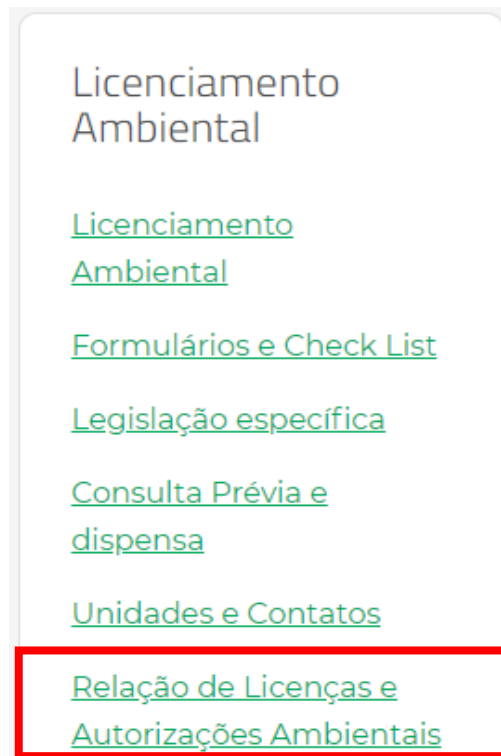 Licenciamento
Ambiental
Licenciamento
Ambiental
Formulários e Check List
Legislação específica
Consulta Prévia e
dispensa
Unidades e Contatos
Relação de Licenças e
Autorizações Ambientais